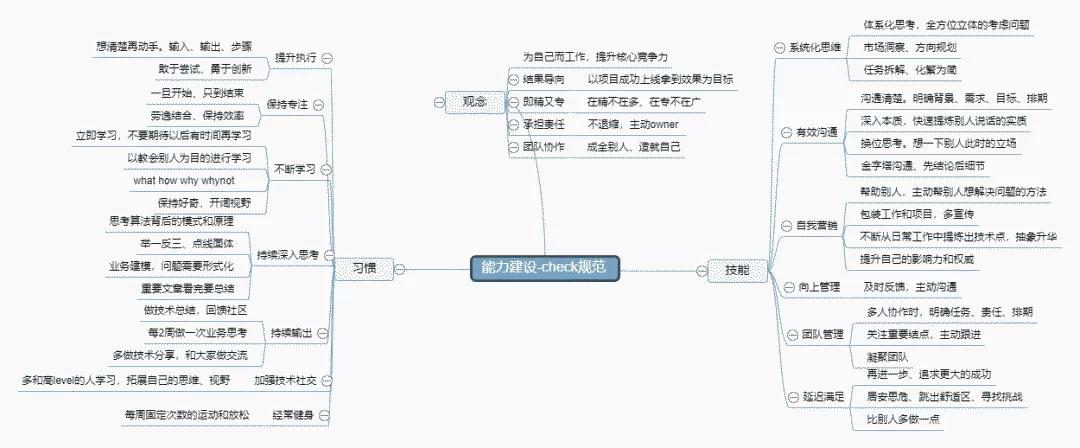 能力建设-check规范
观念
为自己而工作，提升核心竞争力
结果导向 以项目成功上线拿到效果为目标
即精又专 在精不在多、在专不在广
承担责任 不退缩，主动owner
团队协作 成全别人、造就自己
习惯
提升执行
想清楚再动手。输入、输出、步骤
敢于尝试、勇于创新
保持专注
一旦开始、只到结束
劳逸结合、保持效率
不断学习
立即学习，不要期待以后有时间再学习
以教会别人为目的进行学习
what how why whynot
保持好奇、开阔视野
持续深入思考
思考算法背后的模式和原理
举一反三、点线面体
业务建模，问题需要形式化
重要文章看完要总结
持续输出
做技术总结，回馈社区
每2周做一次业务思考
多做技术分享，和大家做交流
加强技术社交
多和高level的人学习，拓展自己的思维、视野
经常健身
每周固定次数的运动和放松
技能
系统化思维
体系化思考，全方位立体的考虑问题
市场洞察、方向规划
任务拆解、化繁为简
有效沟通
沟通清楚。明确背景、需求、目标、排期
深入本质，快速提炼别人说话的实质
换位思考。想一下别人此时的立场
金字塔沟通、先结论后细节
自我营销
帮助别人，主动帮别人想解决问题的方法
包装工作和项目，多宣传
不断从日常工作中提炼出技术点，抽象升华
提升自己的影响力和权威
向上管理 及时反馈，主动沟通
团队管理
多人协作时，明确任务、责任、排期
关注重要结点，主动跟进
凝聚团队
延迟满足
再进一步、追求更大的成功
居安思危、跳出舒适区、寻找挑战
比别人多做一点